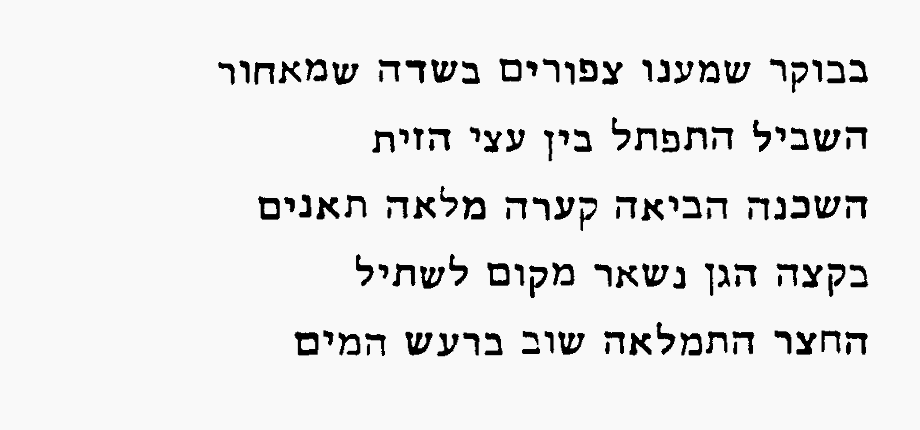 בבוקר שמענו צפורים בשדה שמאחור
השביל התפתל בין עצי הזית
השכנה הביאה קערה מלאה תאנים
בקצה הגן נשאר מקום לשתיל
החצר התמלאה שוב ברעש המים